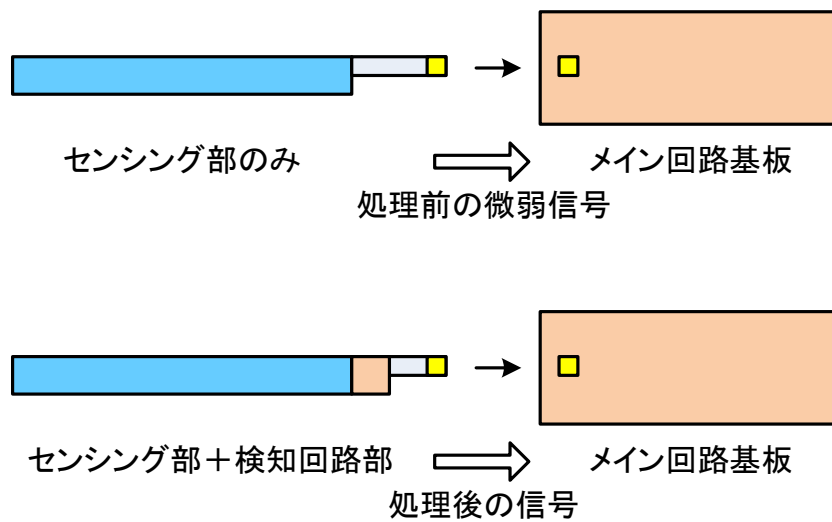 センシング部のみ
メイン回路基板
処理前の微弱信号
センシング部＋検知回路部
メイン回路基板
処理後の信号